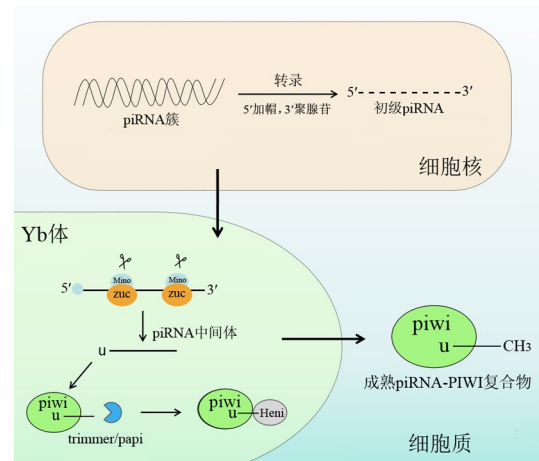 转录
5′ 3′
piRNA簇
5′加帽，3′聚腺苷
初级piRNA
细胞核
Yb体
Mino Mino
5′ zuc zuc 3′
piRNA中间体
u
piwi
u
trimmer/papi
piwi
u Heni
piwi
u CH3
成熟piRNA-PIWI复合物
细胞质